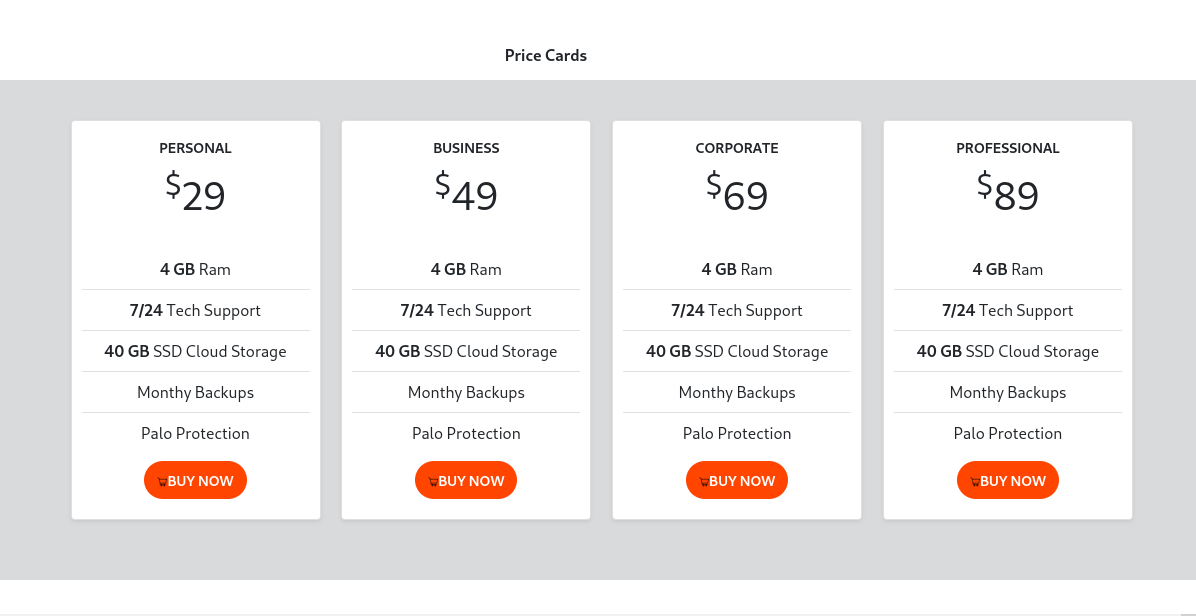 Price Cards
PERSONAL
$29
4 GB Ram
7/24 Tech Support
40 GB SSD Cloud Storage
Monthy Backups
Palo Protection
BUY NOW
BUSINESS
$49
4 GB Ram
7/24 Tech Support
40 GB SSD Cloud Storage
Monthy Backups
Palo Protection
BUY NOW
CORPORATE
$69
4 GB Ram
7/24 Tech Support
40 GB SSD Cloud Storage
Monthy Backups
Palo Protection
BUY NOW
PROFESSIONAL
$89
4 GB Ram
7/24 Tech Support
40 GB SSD Cloud Storage
Monthy Backups
Palo Protection
BUY NOW